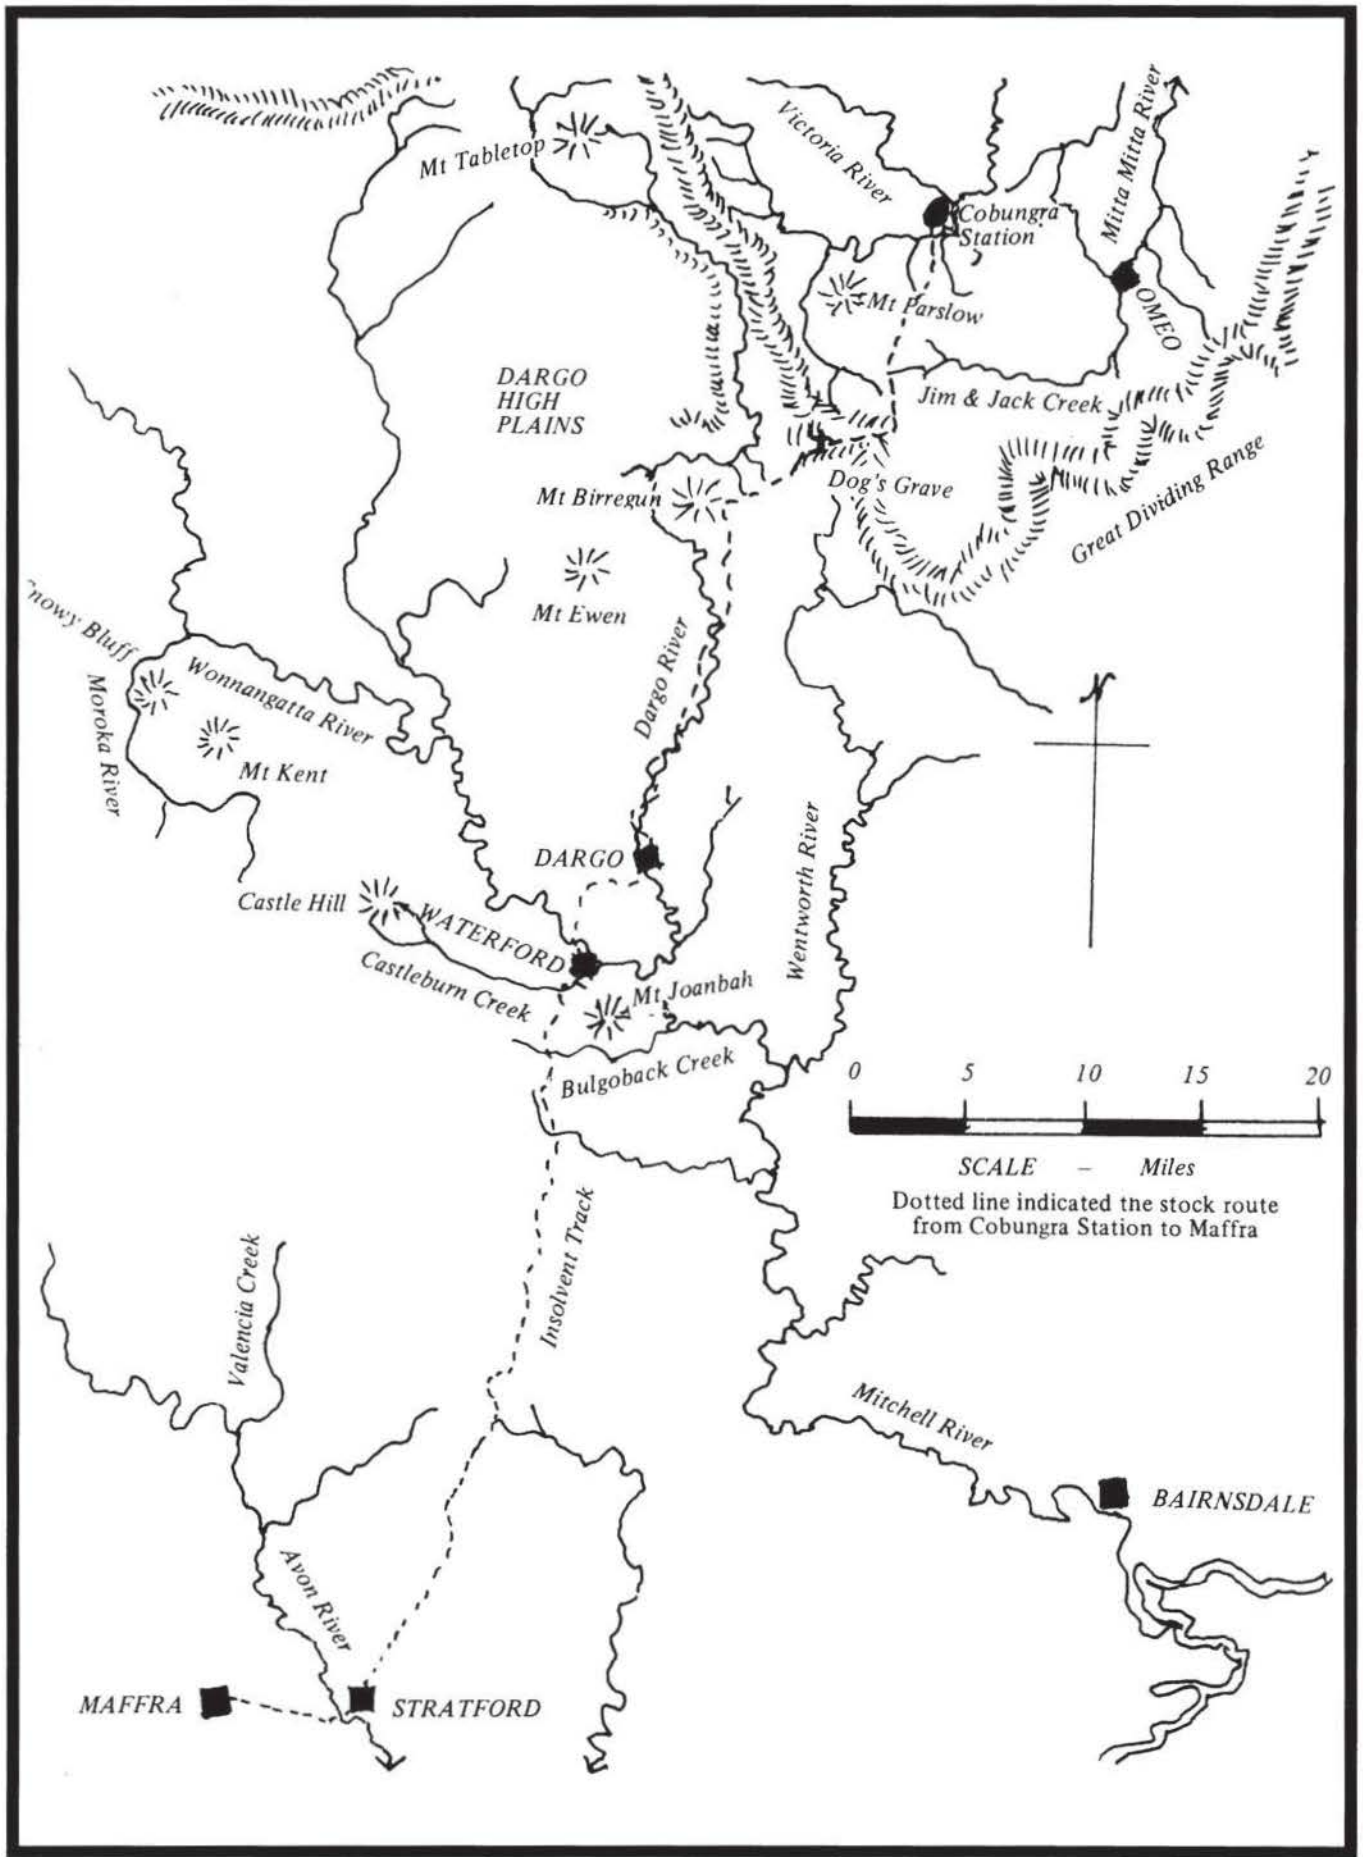 Mt Tabletop
Victoria River
Mitta Mitta River
Cobungra
Station
OMEO
Mt Parslow
Jim & Jack Creek
DARGO
HIGH
PLAINS
Great Dividing Range
Dog's Grave
Mt Birregun
Mt Ewen
Dargo River
nowy Bluff
Wonnangatta River
Moroka River
Mt Kent
Wentworth River
DARGO
Castle Hill
WATERFORD
Castleburn Creek
Mt Joanbah
Bulgoback Creek
0 5 10 15 20
SCALE – Miles
Dotted line indicated the stock route
from Cobungra Station to Maffra
Insolvent Track
Valencia Creek
Mitchell River
BAIRNSDALE
Avon River
MAFFRA
STRATFORD